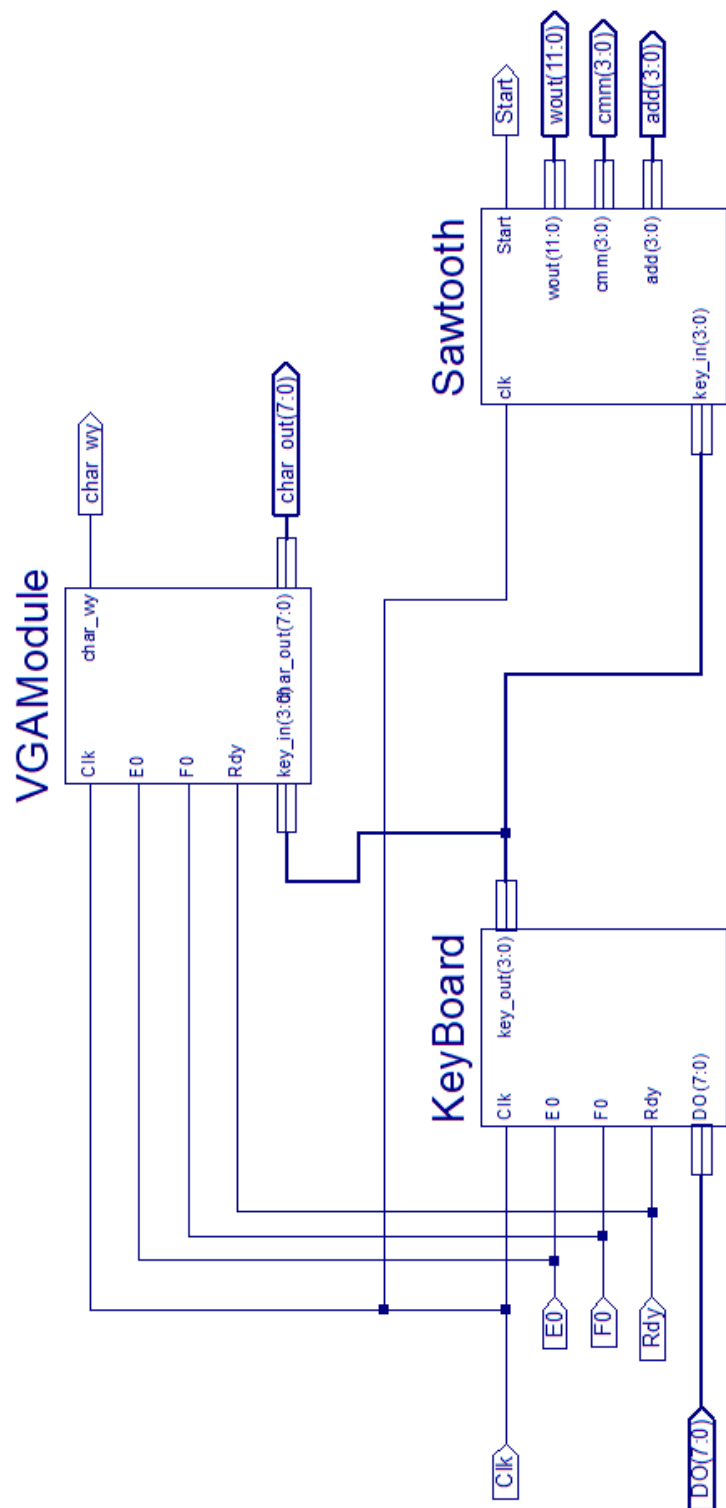 VGAModule
Clk
E0
F0
Rdy
key_in(3:0)
char_wy
char_out(7:0)
char_wy
char_out(7:0)
KeyBoard
Clk
E0
F0
Rdy
DO(7:0)
key_out(3:0)
Sawtooth
clk
key_in(3:0)
Start
wout(11:0)
cmm(3:0)
add(3:0)
Start
wout(11:0)
cmm(3:0)
add(3:0)
Clk
E0
F0
Rdy
DO(7:0)